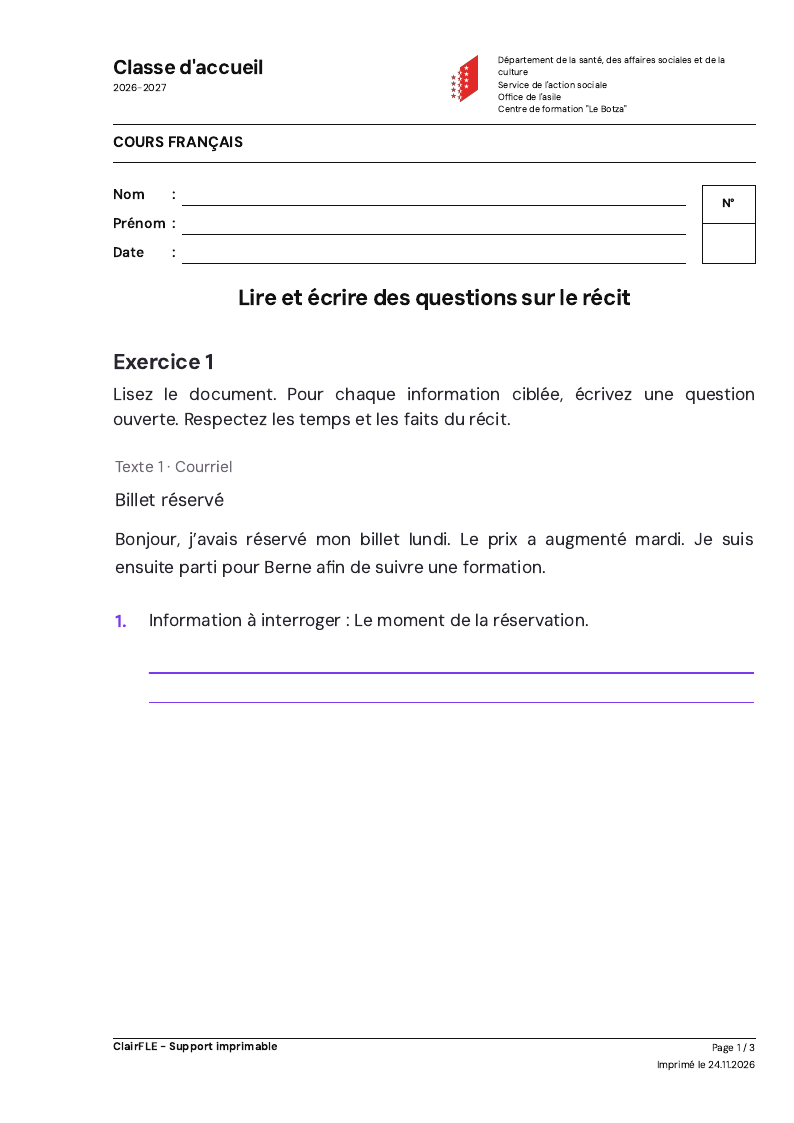 Classe d'accueil
2026-2027
Département de la santé, des affaires sociales et de la
culture
Service de l'action sociale
Office de l'asile
Centre de formation "Le Botza"
COURS FRANÇAIS
Nom :
Prénom :
Date :
N°
Lire et écrire des questions sur le récit
Exercice 1
Lisez le document. Pour chaque information ciblée, écrivez une question
ouverte. Respectez les temps et les faits du récit.
Texte 1 · Courriel
Billet réservé
Bonjour, j’avais réservé mon billet lundi. Le prix a augmenté mardi. Je suis
ensuite parti pour Berne afin de suivre une formation.
1. Information à interroger : Le moment de la réservation.
ClairFLE - Support imprimable
Page 1 / 3
Imprimé le 24.11.2026